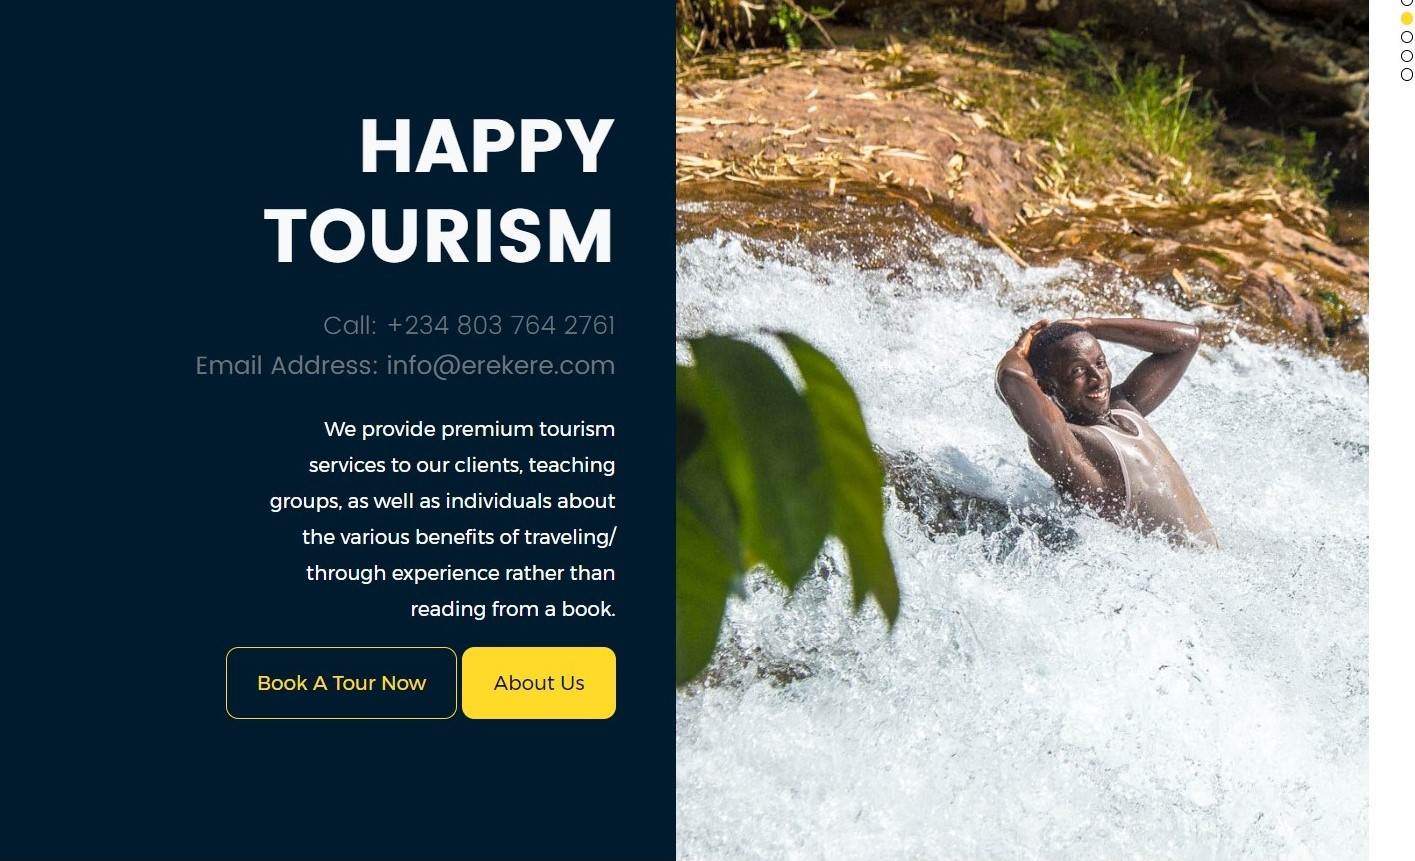 HAPPY
TOURISM
Call: +234 803 764 2761
Email Address: info@erekere.com
We provide premium tourism
services to our clients, teaching
groups, as well as individuals about
the various benefits of traveling/
through experience rather than
reading from a book.
Book A Tour Now
About Us